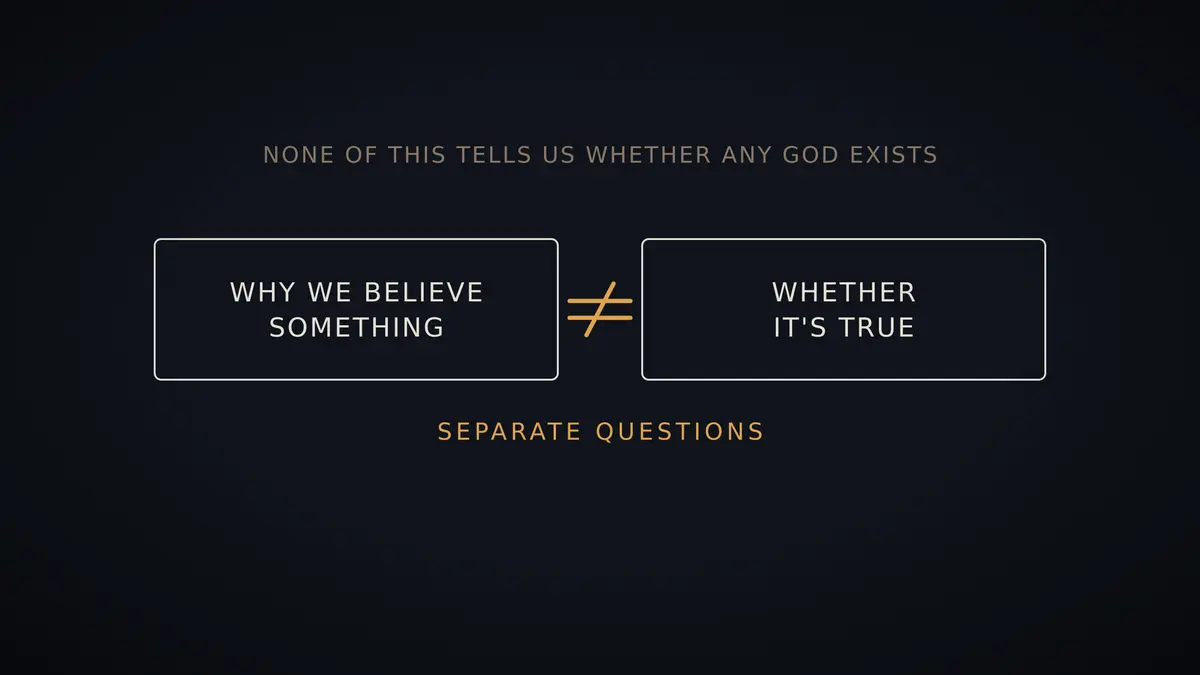 NONE OF THIS TELLS US WHETHER ANY GOD EXISTS
WHY WE BELIEVE
SOMETHING
≠
WHETHER
IT'S TRUE
SEPARATE QUESTIONS